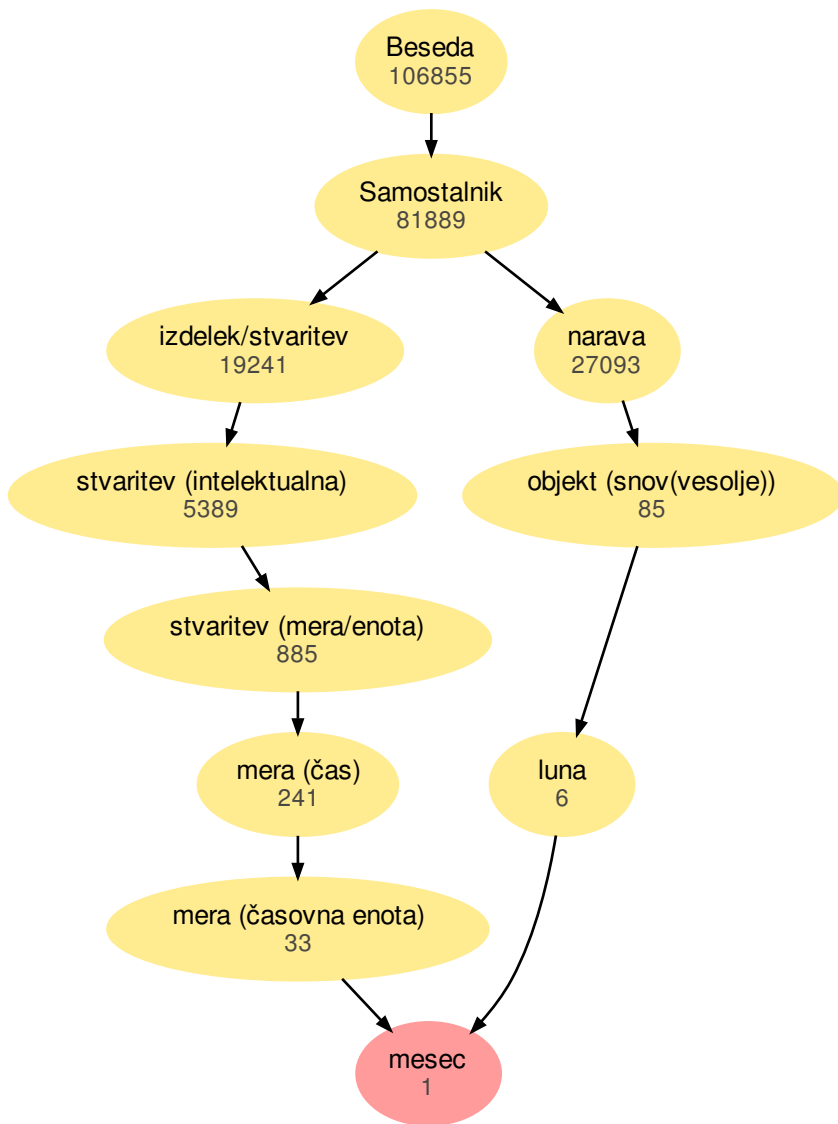 Beseda
106855
Samostalnik
81889
izdelek/stvaritev
19241
narava
27093
stvaritev (intelektualna)
5389
objekt (snov(vesolje))
85
stvaritev (mera/enota)
885
mera (čas)
241
luna
6
mera (časovna enota)
33
mesec
1